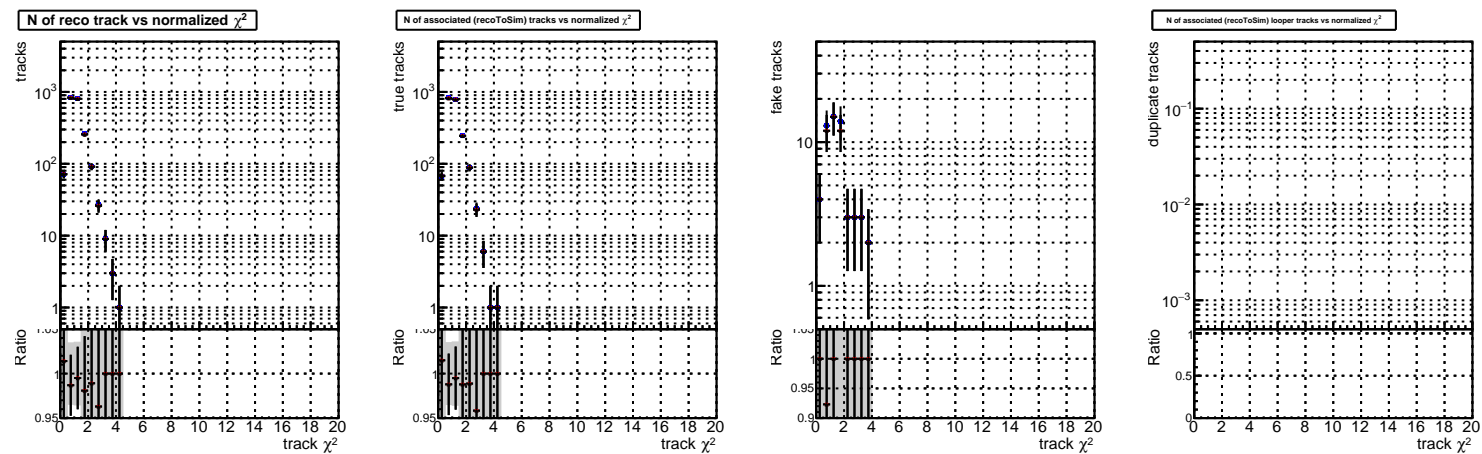 N of reco track vs normalized χ²
tracks
10³
10²
10
1
Ratio
1.05
1
0.95
0 2 4 6 8 10 12 14 16 18 20
track χ²
N of associated (recoToSim) tracks vs normalized χ²
true tracks
10³
10²
10
1
Ratio
1.05
1
0.95
0 2 4 6 8 10 12 14 16 18 20
track χ²
fake tracks
10
1
Ratio
1.05
1
0.95
0.9
0 2 4 6 8 10 12 14 16 18 20
track χ²
N of associated (recoToSim) looper tracks vs normalized χ²
duplicate tracks
10⁻¹
10⁻²
10⁻³
Ratio
1
0.5
0
0 2 4 6 8 10 12 14 16 18 20
track χ²